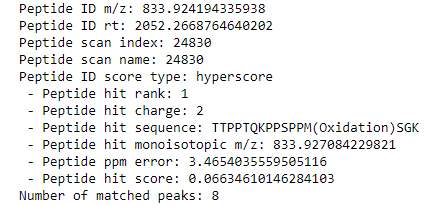 Peptide ID m/z: 833.924194335938
Peptide ID rt: 2052.2668764640202
Peptide scan index: 24830
Peptide scan name: 24830
Peptide ID score type: hyperscore
- Peptide hit rank: 1
- Peptide hit charge: 2
- Peptide hit sequence: TTPPTQKPPSPPM(Oxidation)SGK
- Peptide hit monoisotopic m/z: 833.927084229821
- Peptide ppm error: 3.4654035559505116
- Peptide hit score: 0.06634610146284103
Number of matched peaks: 8